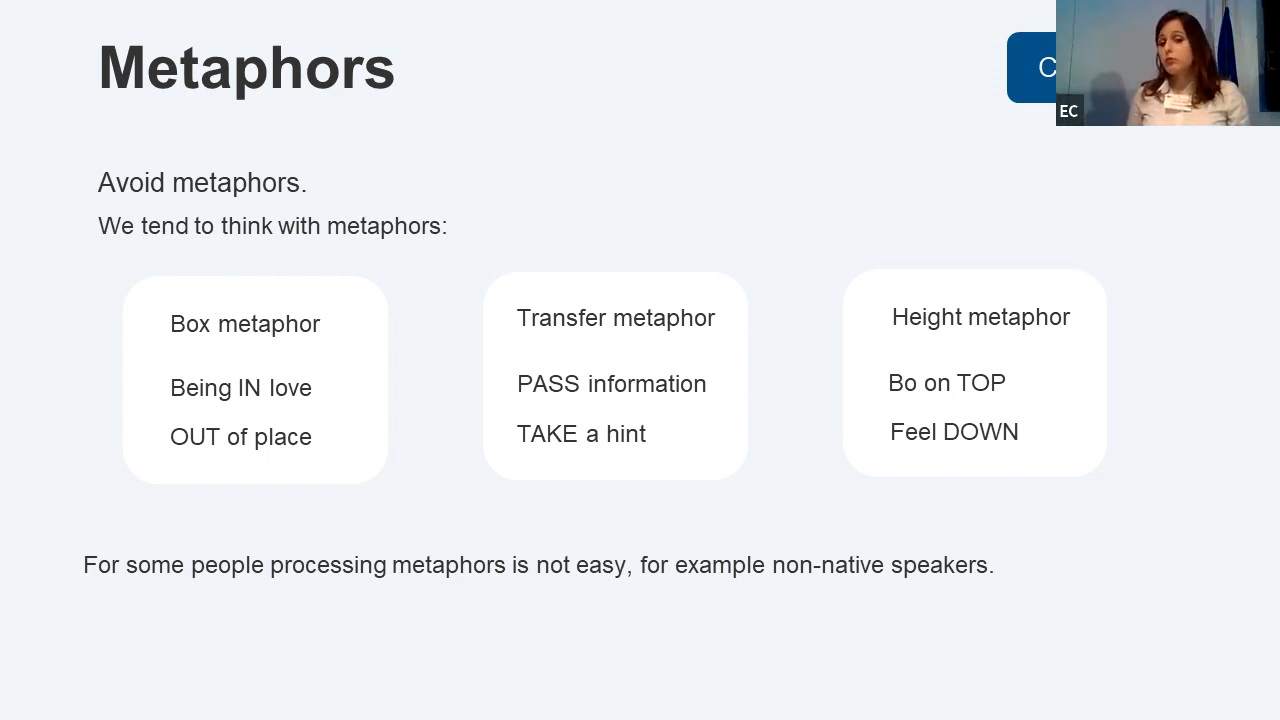 Metaphors
C
EC
Avoid metaphors.
We tend to think with metaphors:
Box metaphor
Being IN love
OUT of place
Transfer metaphor
PASS information
TAKE a hint
Height metaphor
Bo on TOP
Feel DOWN
For some people processing metaphors is not easy, for example non-native speakers.